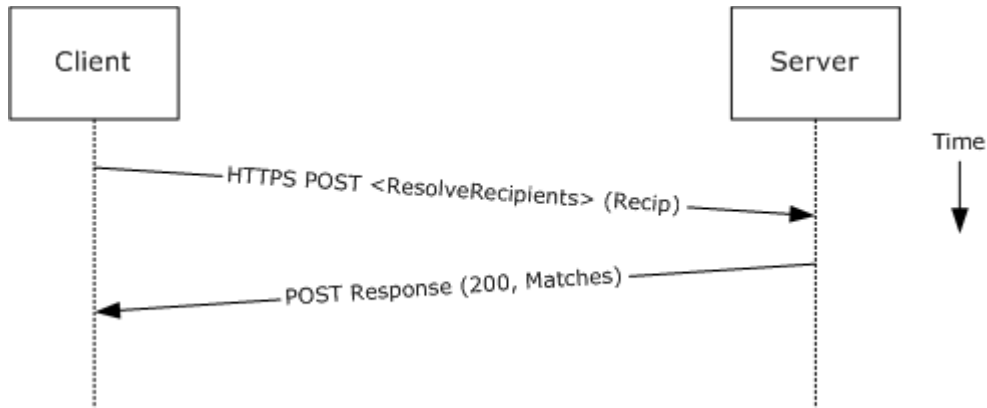 Client
Server
Time
HTTPS POST <ResolveRecipients> (Recip)
POST Response (200, Matches)